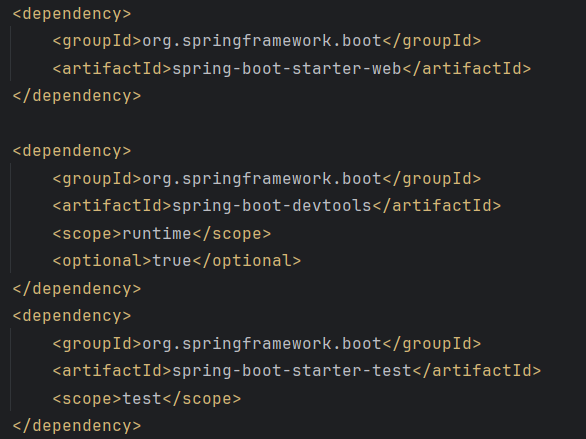 <dependency>
    <groupId>org.springframework.boot</groupId>
    <artifactId>spring-boot-starter-web</artifactId>
</dependency>

<dependency>
    <groupId>org.springframework.boot</groupId>
    <artifactId>spring-boot-devtools</artifactId>
    <scope>runtime</scope>
    <optional>true</optional>
</dependency>
<dependency>
    <groupId>org.springframework.boot</groupId>
    <artifactId>spring-boot-starter-test</artifactId>
    <scope>test</scope>
</dependency>